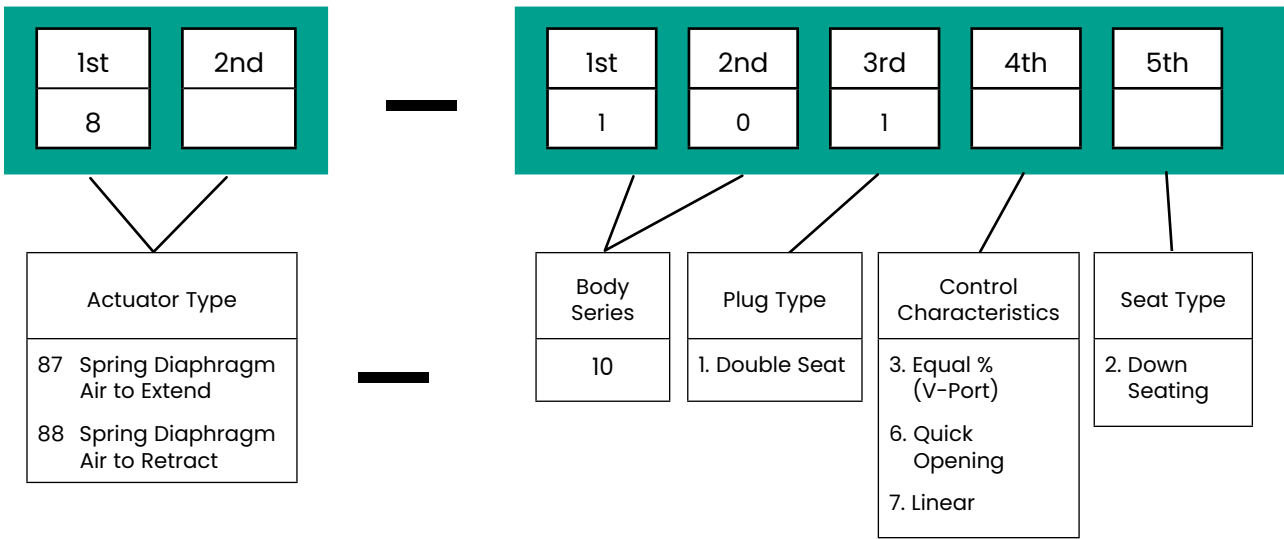 1st 2nd 1st 2nd 3rd 4th 5th
8 1 0 1
Actuator Type
87 Spring Diaphragm
Air to Extend
88 Spring Diaphragm
Air to Retract
Body
Series
10
Plug Type
1. Double Seat
Control
Characteristics
3. Equal %
(V-Port)
6. Quick
Opening
7. Linear
Seat Type
2. Down
Seating